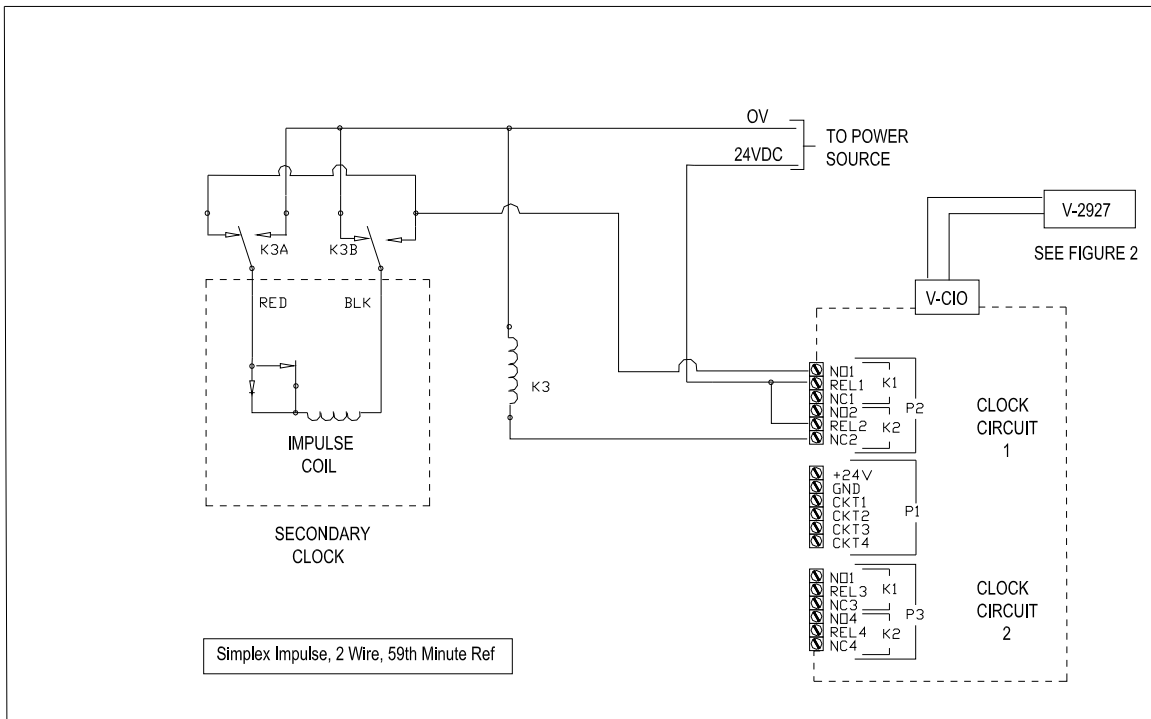 OV
24VDC
TO POWER
SOURCE
V-2927
SEE FIGURE 2
V-CIO
K3A
K3B
RED
BLK
IMPULSE
COIL
SECONDARY
CLOCK
K3
NO1
REL1
NC1
NO2
REL2
NC2
K1
K2
P2
CLOCK
CIRCUIT
1
+24V
GND
CKT1
CKT2
CKT3
CKT4
P1
NO1
REL3
NC3
NO4
REL4
NC4
K1
K2
P3
CLOCK
CIRCUIT
2
Simplex Impulse, 2 Wire, 59th Minute Ref